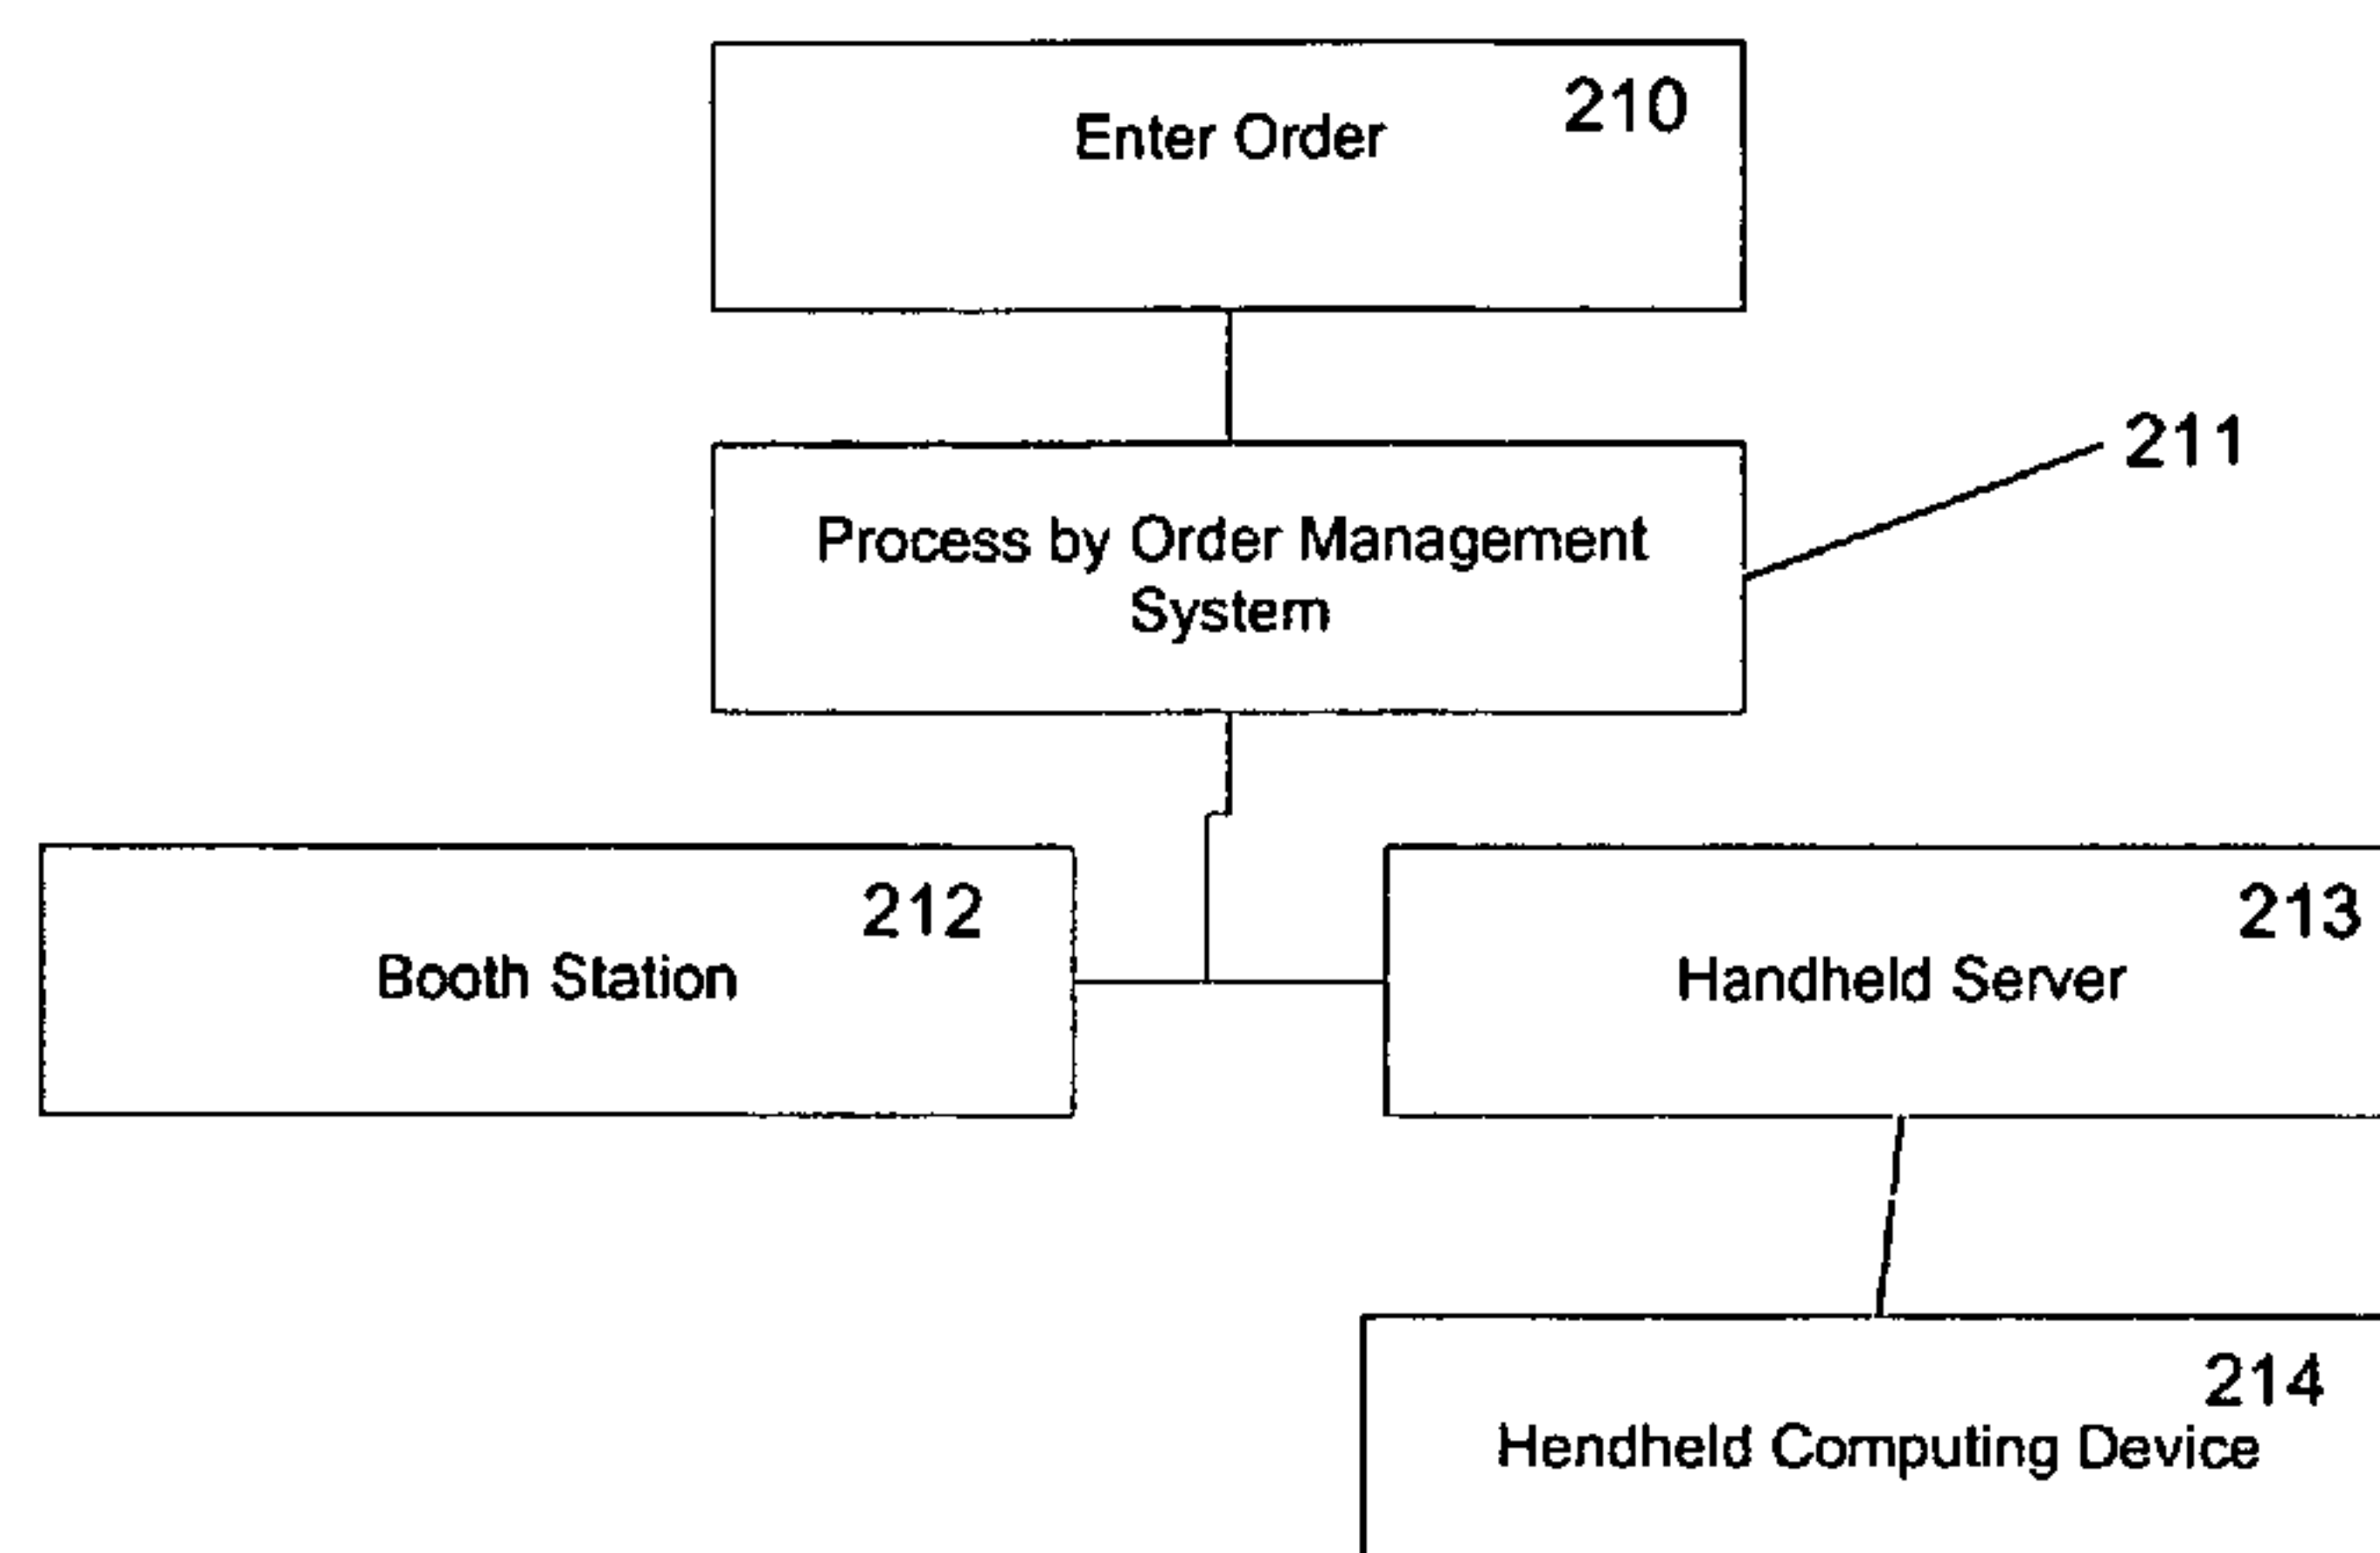 210
Enter Order
211
Process by Order Management
System
212
Booth Station
213
Handheld Server
214
Hendheld Computing Device